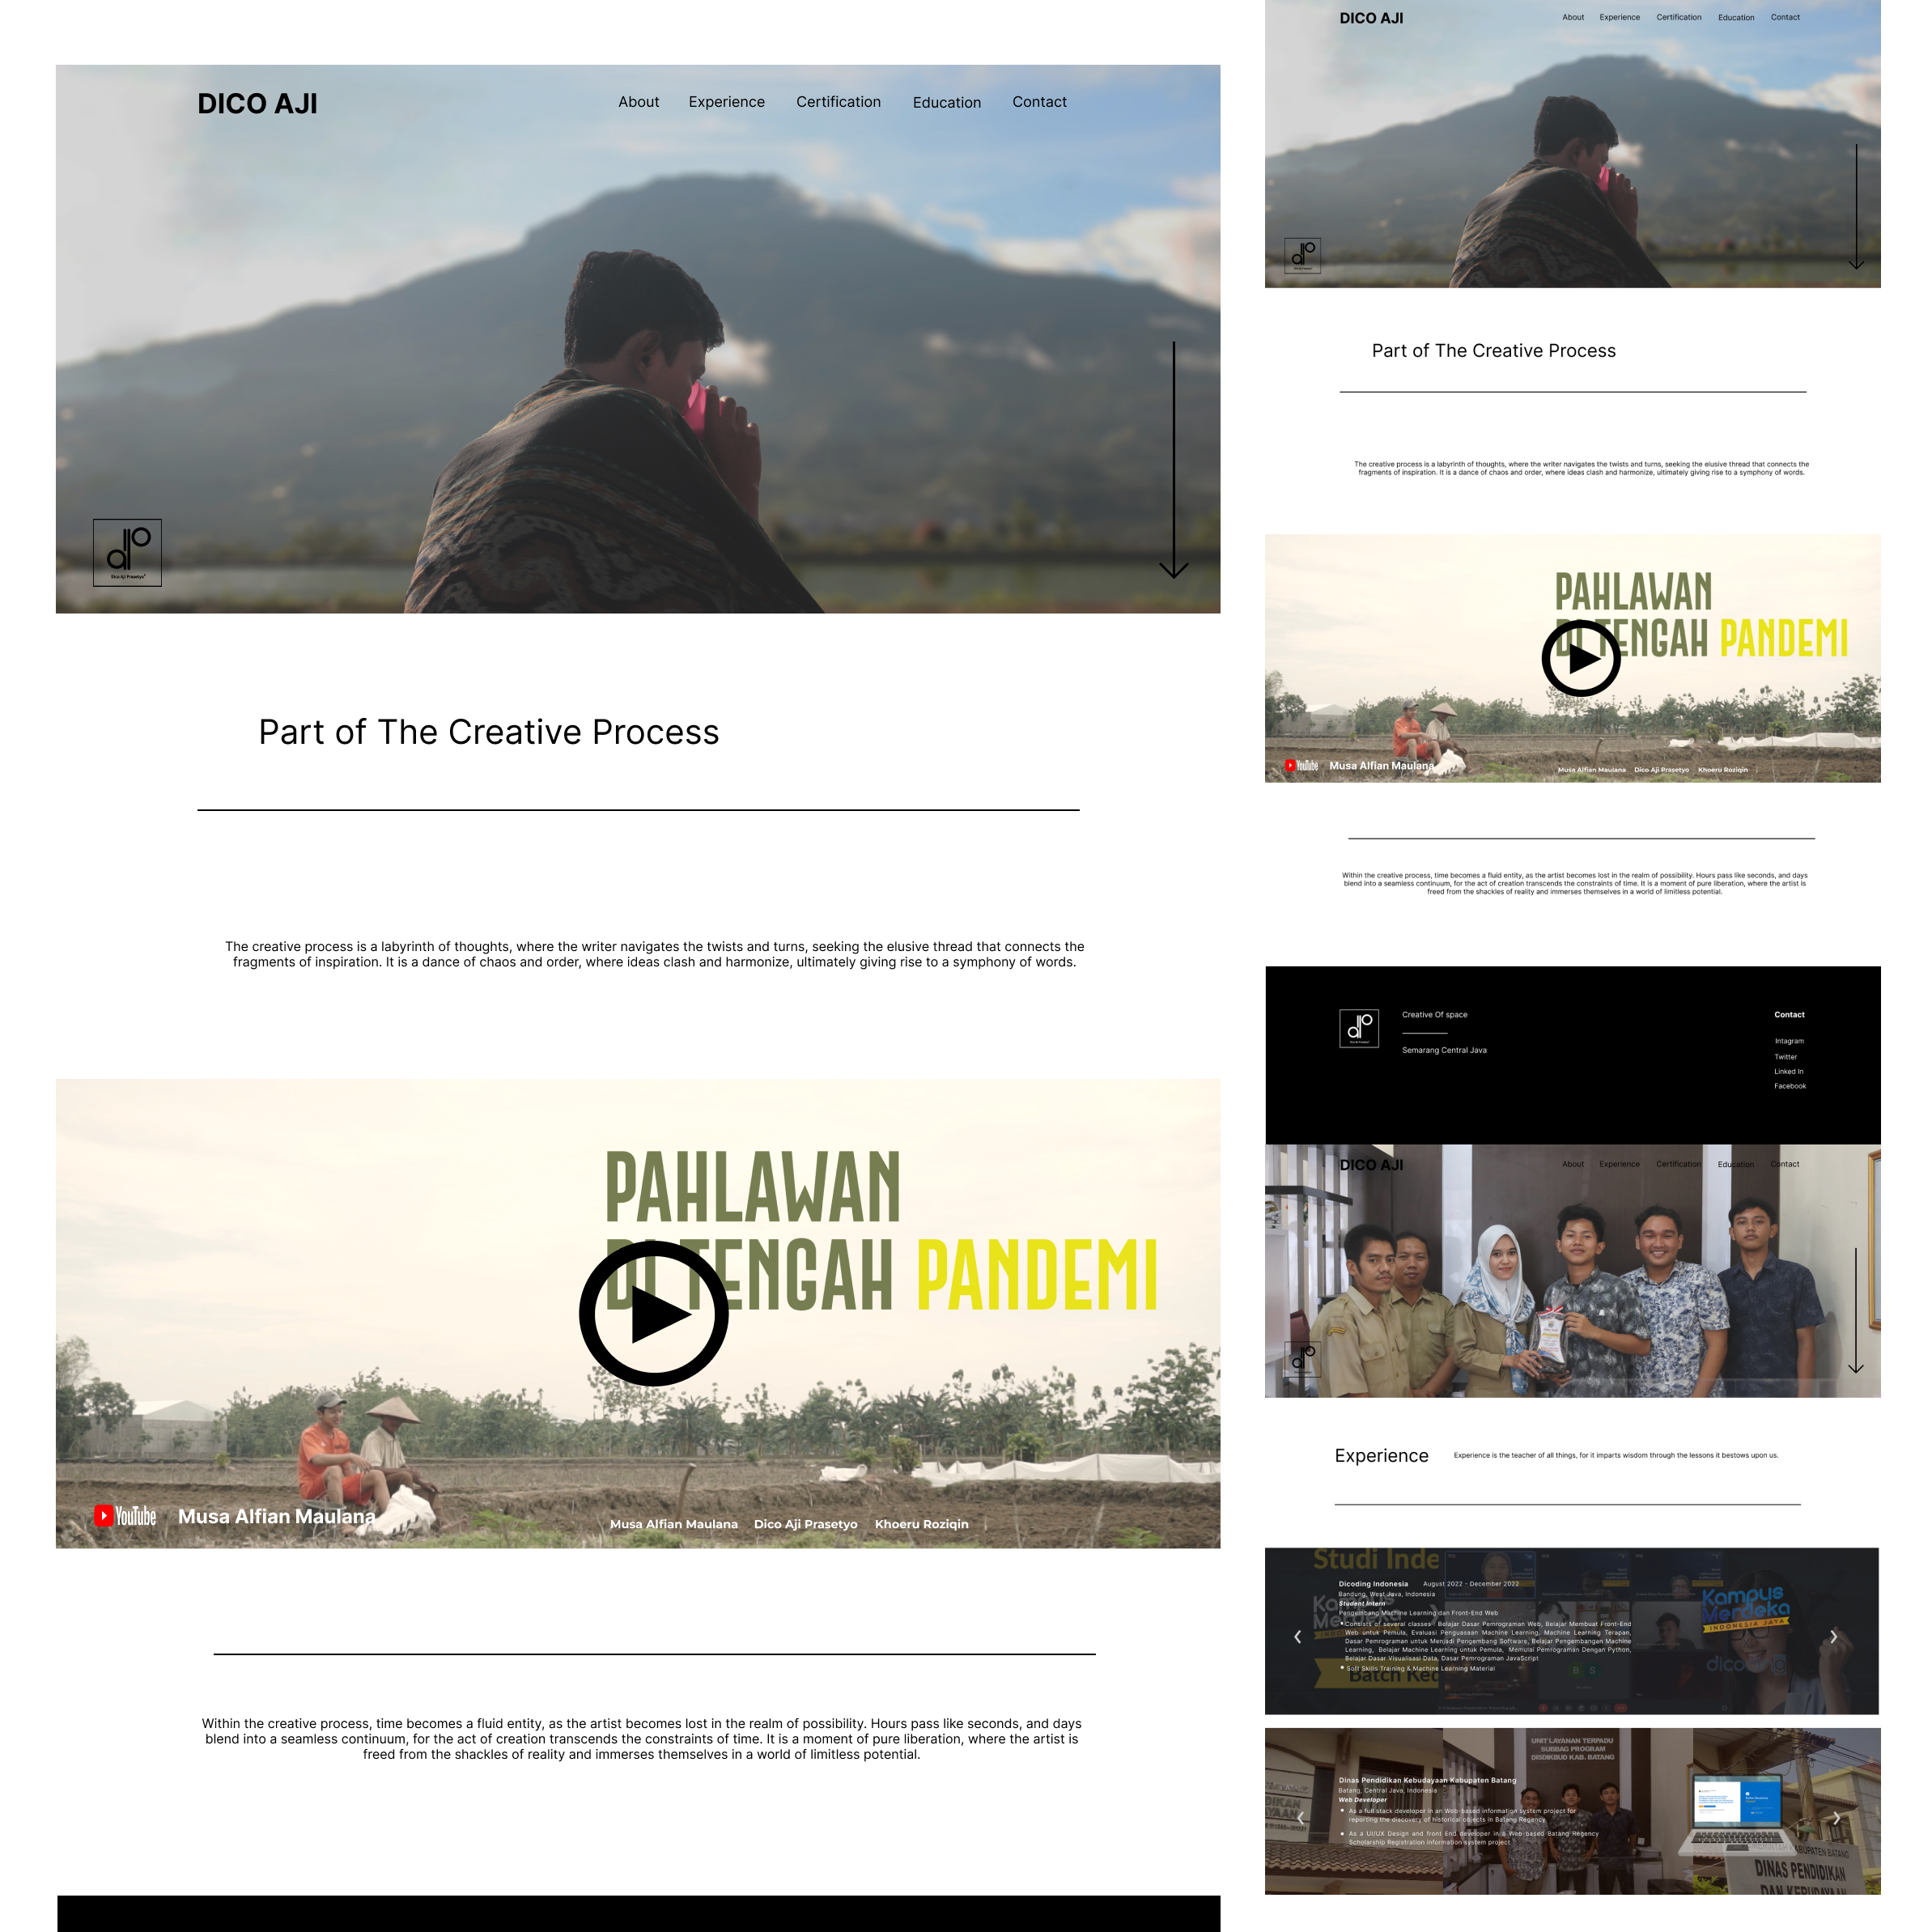 DICO AJI
About Experience Certification Education Contact
Dico Aji Prasetyo
Part of The Creative Process
The creative process is a labyrinth of thoughts, where the writer navigates the twists and turns, seeking the elusive thread that connects the
fragments of inspiration. It is a dance of chaos and order, where ideas clash and harmonize, ultimately giving rise to a symphony of words.
PAHLAWAN
DI TENGAH PANDEMI
YouTube Musa Alfian Maulana
Musa Alfian Maulana Dico Aji Prasetyo Khoeru Roziqin
Within the creative process, time becomes a fluid entity, as the artist becomes lost in the realm of possibility. Hours pass like seconds, and days
blend into a seamless continuum, for the act of creation transcends the constraints of time. It is a moment of pure liberation, where the artist is
freed from the shackles of reality and immerses themselves in a world of limitless potential.
DICO AJI
About Experience Certification Education Contact
Part of The Creative Process
The creative process is a labyrinth of thoughts, where the writer navigates the twists and turns, seeking the elusive thread that connects the
fragments of inspiration. It is a dance of chaos and order, where ideas clash and harmonize, ultimately giving rise to a symphony of words.
PAHLAWAN
DI TENGAH PANDEMI
YouTube Musa Alfian Maulana
Musa Alfian Maulana Dico Aji Prasetyo Khoeru Roziqin
Within the creative process, time becomes a fluid entity, as the artist becomes lost in the realm of possibility. Hours pass like seconds, and days
blend into a seamless continuum, for the act of creation transcends the constraints of time. It is a moment of pure liberation, where the artist is
freed from the shackles of reality and immerses themselves in a world of limitless potential.
Creative Of space
Semarang Central Java
Contact
Intagram
Twitter
Linked In
Facebook
DICO AJI
About Experience Certification Education Contact
Experience
Experience is the teacher of all things, for it imparts wisdom through the lessons it bestows upon us.
Studi Inde
Kampus
Merdeka
INDONESIA JAYA
dicoding
Batch Ked
B S
Dicoding Indonesia August 2022 - December 2022
Bandung, West Java, Indonesia
Student Intern
Pengembang Machine Learning dan Front-End Web
Consists of several classes Belajar Dasar Pemrograman Web, Belajar Membuat Front-End
Web untuk Pemula, Evaluasi Penguasaan Machine Learning, Machine Learning Terapan,
Dasar Pemrograman untuk Menjadi Pengembang Software, Belajar Pengembangan Machine
Learning, Belajar Machine Learning untuk Pemula, Memulai Pemrograman Dengan Python,
Belajar Dasar Visualisasi Data, Dasar Pemrograman JavaScript
Soft Skills Training & Machine Learning Material
UNIT LAYANAN TERPADU
SUBBAG PROGRAM
DISDIKBUD KAB. BATANG
Dinas Pendidikan Kebudayaan Kabupaten Batang
Batang, Central Java, Indonesia
Web Developer
As a full stack developer in an Web-based information system project for
reporting the discovery of historical objects in Batang Regency
As a UI/UX Design and front End developer in a Web-based Batang Regency
Scholarship Registration information system project
KABUPATEN BATANG
DINAS PENDIDIKAN
DAN KEBUDAYAAN